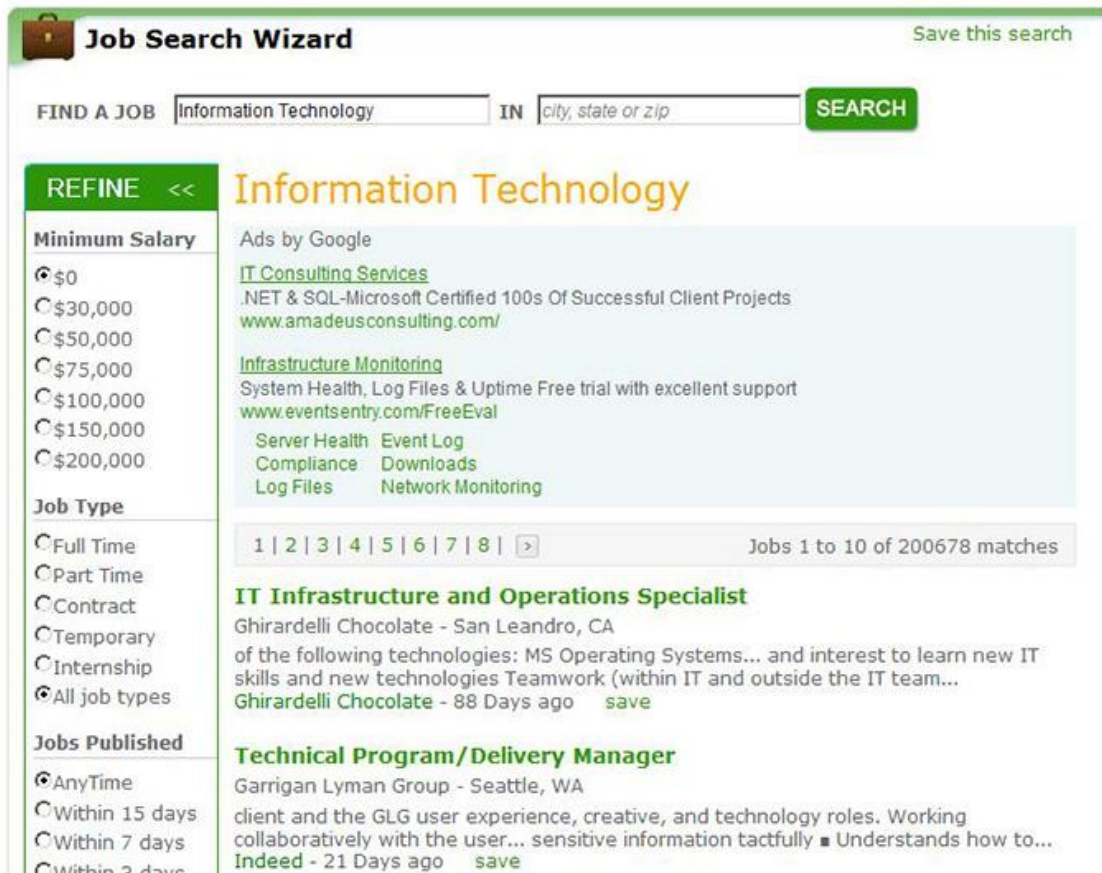 Job Search Wizard
Save this search
FIND A JOB Information Technology IN city, state or zip SEARCH
REFINE <<
Minimum Salary
$0
$30,000
$50,000
$75,000
$100,000
$150,000
$200,000
Job Type
Full Time
Part Time
Contract
Temporary
Internship
All job types
Jobs Published
AnyTime
Within 15 days
Within 7 days
Within 3 days
Information Technology
Ads by Google
IT Consulting Services
.NET & SQL-Microsoft Certified 100s Of Successful Client Projects
www.amadeusconsulting.com/
Infrastructure Monitoring
System Health, Log Files & Uptime Free trial with excellent support
www.eventsentry.com/FreeEval
Server Health Event Log
Compliance Downloads
Log Files Network Monitoring
1 | 2 | 3 | 4 | 5 | 6 | 7 | 8 | > Jobs 1 to 10 of 200678 matches
IT Infrastructure and Operations Specialist
Ghirardelli Chocolate - San Leandro, CA
of the following technologies: MS Operating Systems... and interest to learn new IT
skills and new technologies Teamwork (within IT and outside the IT team...
Ghirardelli Chocolate - 88 Days ago save
Technical Program/Delivery Manager
Garrigan Lyman Group - Seattle, WA
client and the GLG user experience, creative, and technology roles. Working
collaboratively with the user... sensitive information tactfully ▪ Understands how to...
Indeed - 21 Days ago save